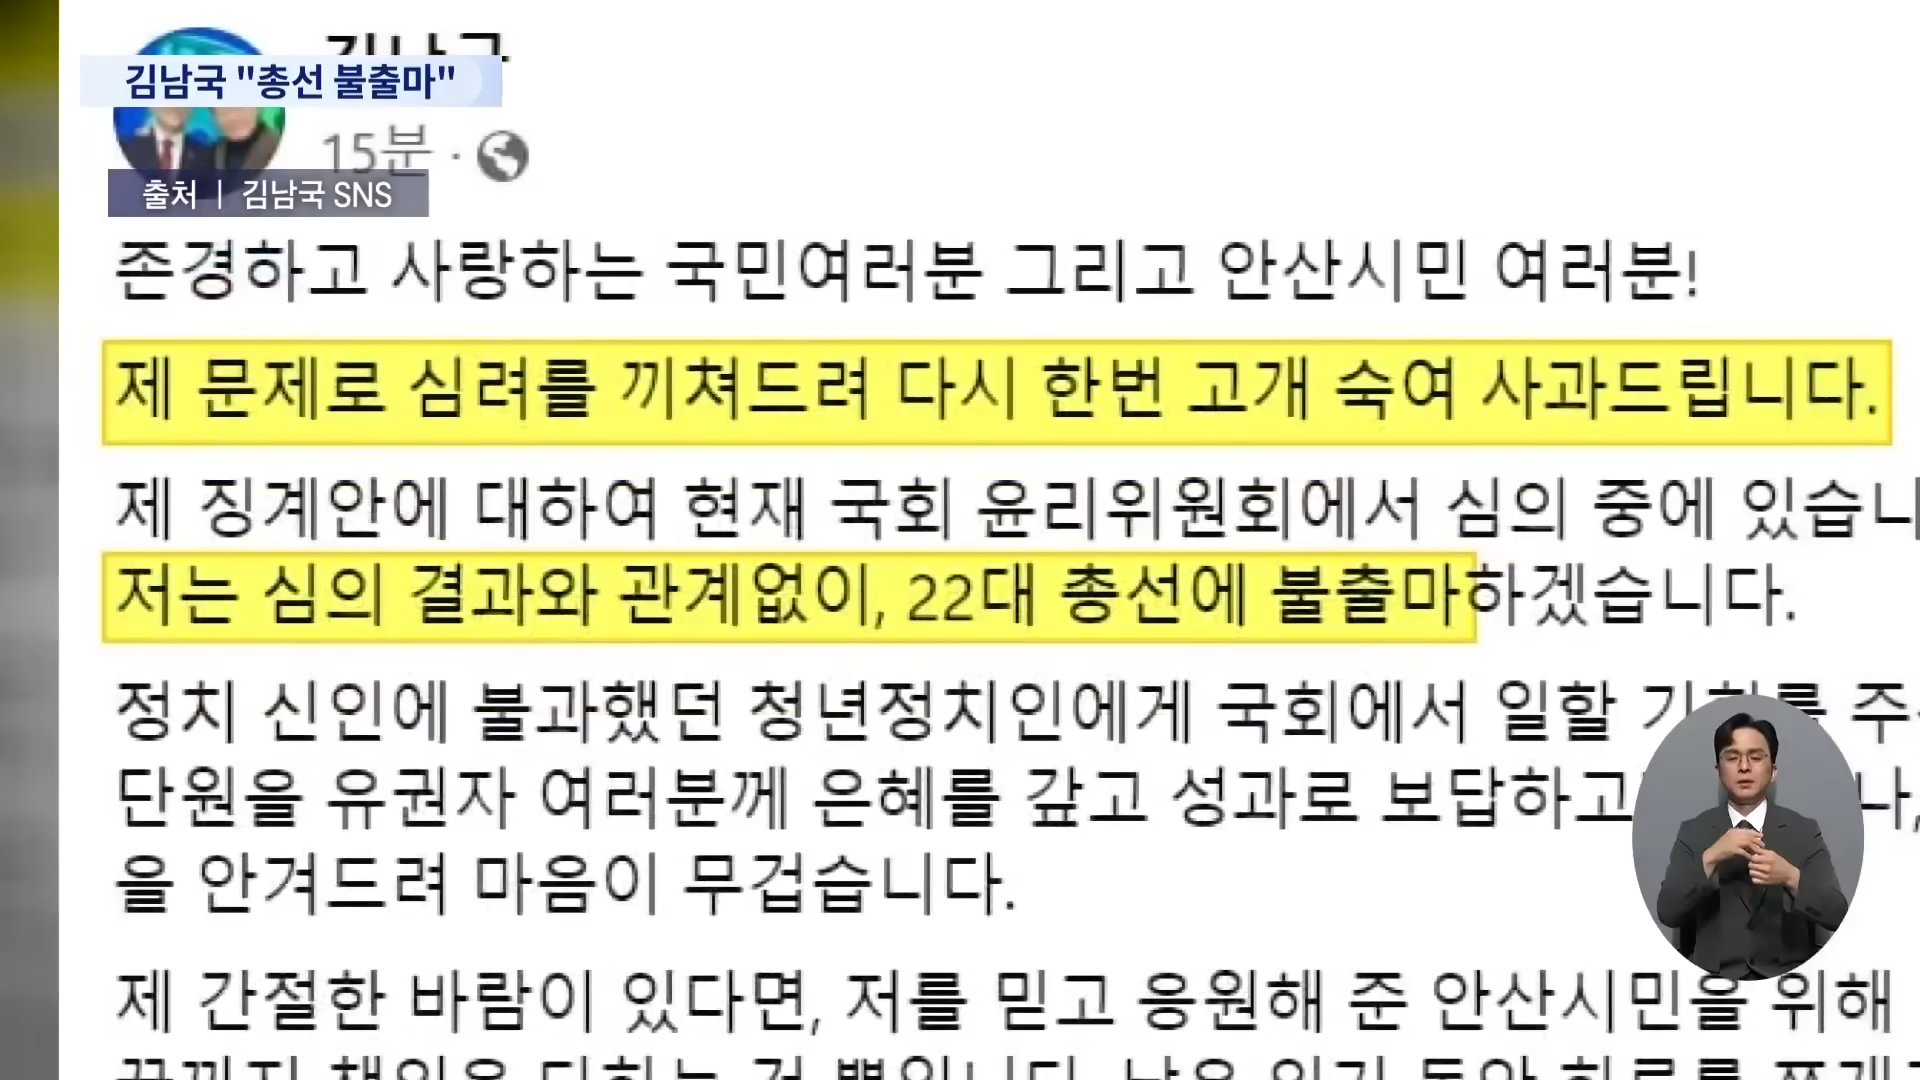 김남국 "총선 불출마"
김남국
15분 ·
출처 | 김남국 SNS
존경하고 사랑하는 국민여러분 그리고 안산시민 여러분!
제 문제로 심려를 끼쳐드려 다시 한번 고개 숙여 사과드립니다.
제 징계안에 대하여 현재 국회 윤리위원회에서 심의 중에 있습니
저는 심의 결과와 관계없이, 22대 총선에 불출마하겠습니다.
정치 신인에 불과했던 청년정치인에게 국회에서 일할 기회를
단원을 유권자 여러분께 은혜를 갚고 성과로 보답하고
을 안겨드려 마음이 무겁습니다.
제 간절한 바람이 있다면, 저를 믿고 응원해 준 안산시민을 위해